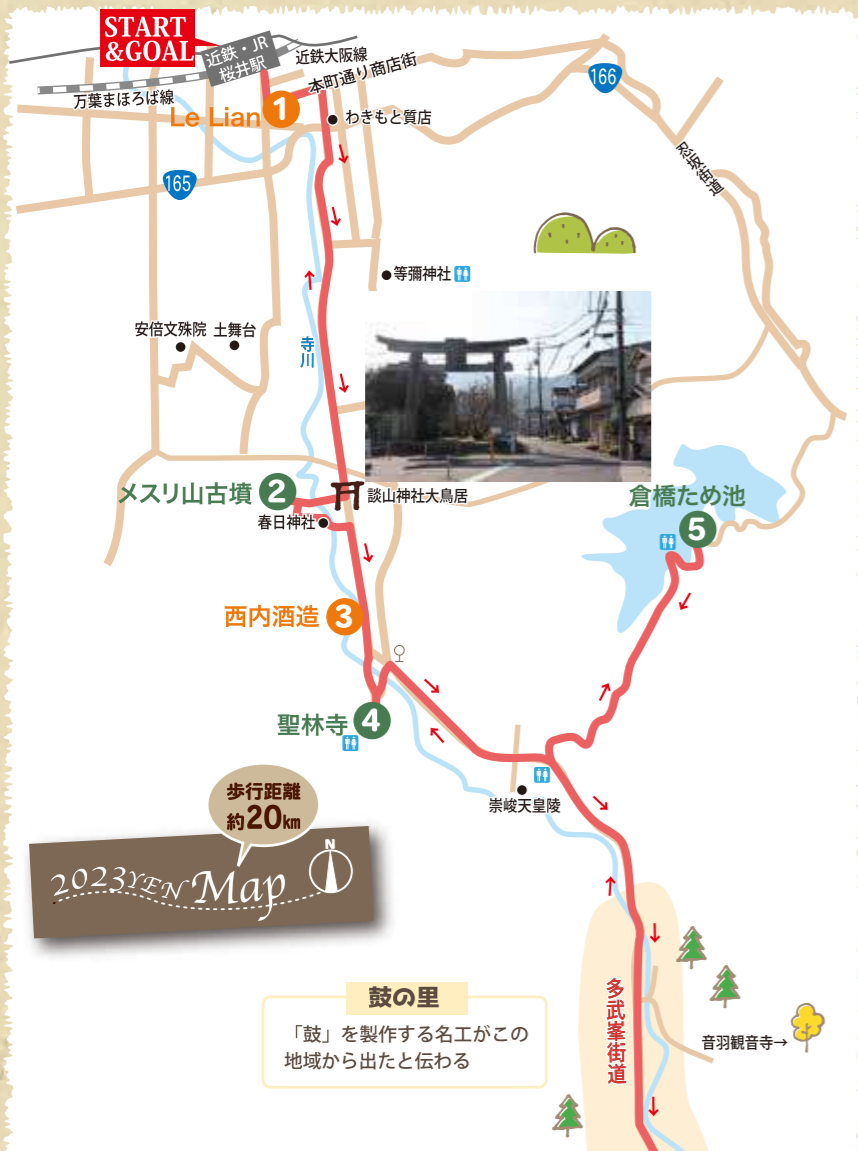 START
&GOAL
近鉄・JR
桜井駅
近鉄大阪線
万葉まほろば線
本町通り商店街
Le Lian 1
わきもと質店
166
165
忍坂街道
等彌神社
安倍文殊院
土舞台
寺川
メスリ山古墳 2
談山神社大鳥居
春日神社
倉橋ため池
5
西内酒造 3
聖林寺 4
崇峻天皇陵
歩行距離
約20㎞
2023YEN Map
N
鼓の里
「鼓」を製作する名工がこの
地域から出たと伝わる
多武峯街道
音羽観音寺→